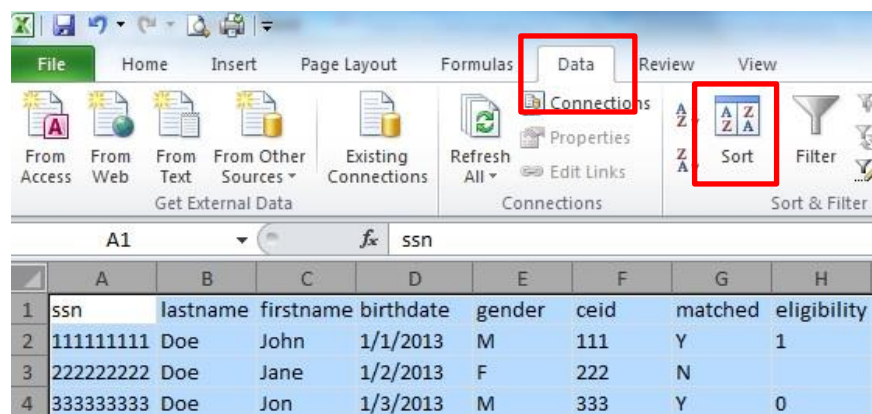 File Home Insert Page Layout Formulas Data Review View
Connections
Properties
Edit Links
From Access
From Web
From Text
From Other Sources
Existing Connections
Refresh All
Sort
Filter
Get External Data Connections Sort & Filter
A1 fx ssn
A B C D E F G H
1 ssn lastname firstname birthdate gender ceid matched eligibility
2 111111111 Doe John 1/1/2013 M 111 Y 1
3 222222222 Doe Jane 1/2/2013 F 222 N
4 333333333 Doe Jon 1/3/2013 M 333 Y 0